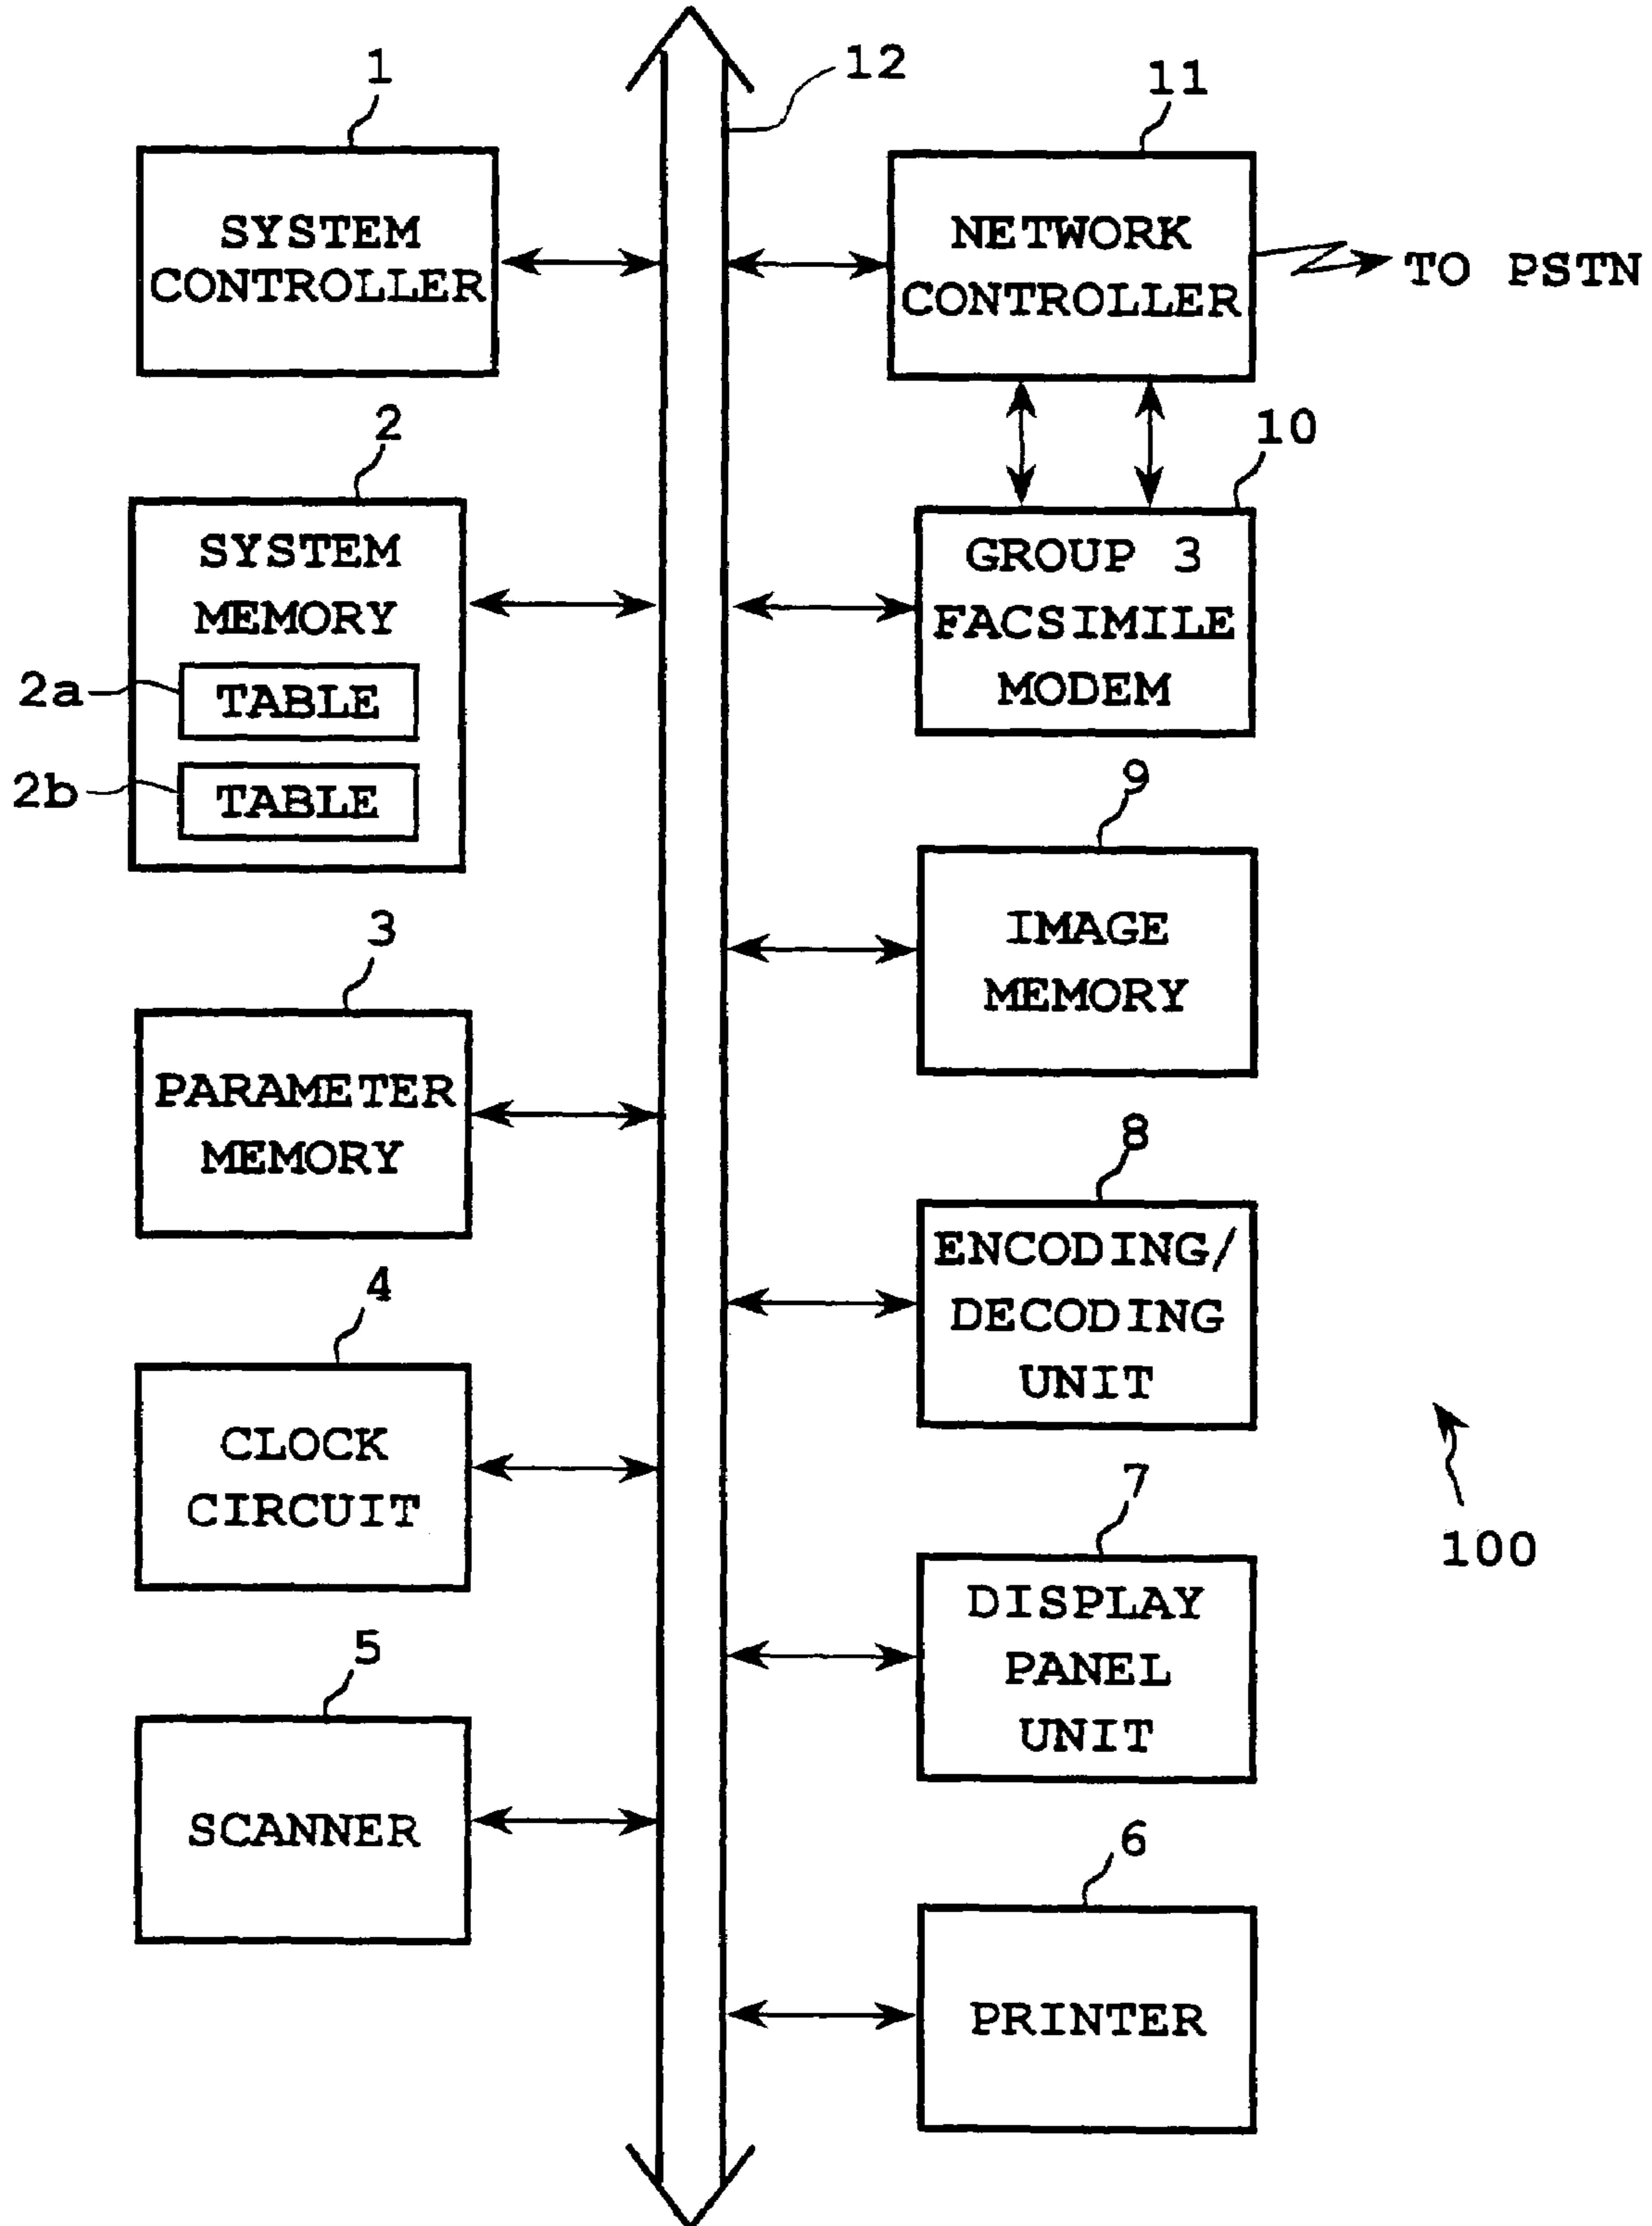 12
1
11
SYSTEM
CONTROLLER
NETWORK
CONTROLLER
TO PSTN
2
10
SYSTEM
MEMORY
2a
TABLE
2b
TABLE
GROUP 3
FACSIMILE
MODEM
9
IMAGE
MEMORY
3
PARAMETER
MEMORY
8
ENCODING/
DECODING
UNIT
4
CLOCK
CIRCUIT
7
DISPLAY
PANEL
UNIT
100
5
SCANNER
6
PRINTER